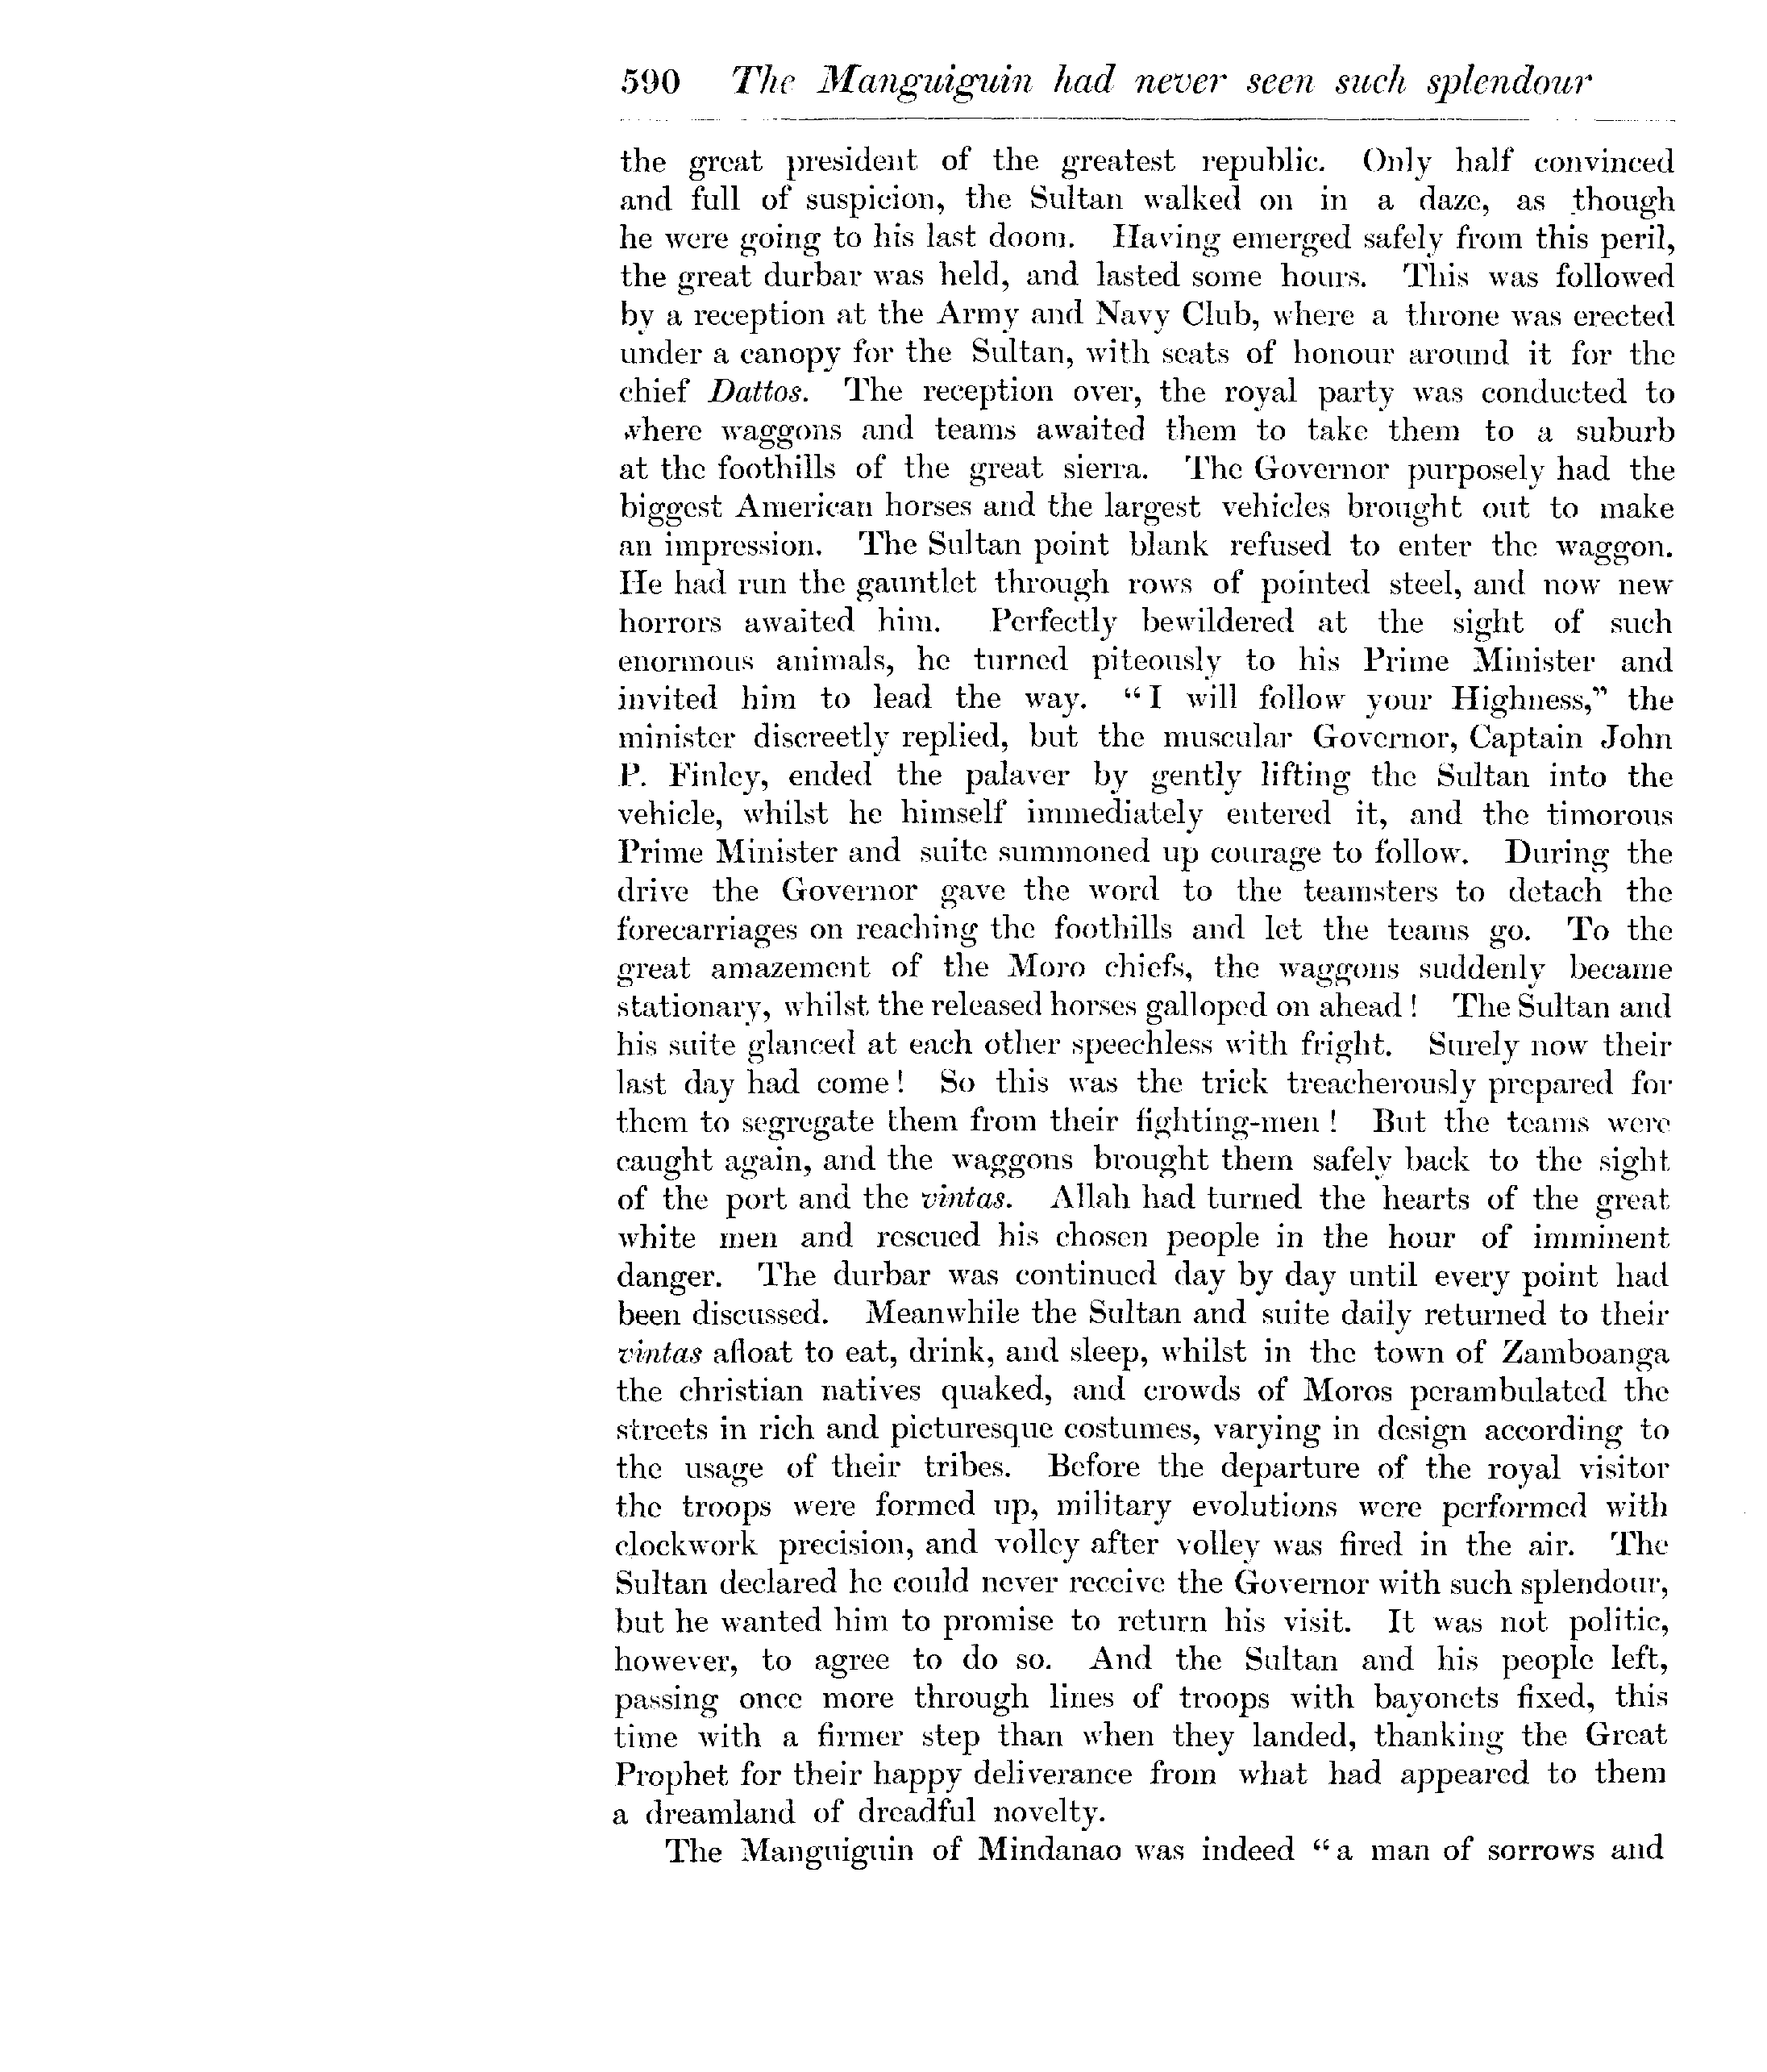 590 The Manguiguin had never seen such splendour
the great president of the greatest republic. Only half convinced
and full of suspicion, the Sultan walked on in a daze, as though
he were going to his last doom. Having emerged safely from this peril,
the great durbar was held, and lasted some hours. This was followed
by a reception at the Army and Navy Club, where a throne was erected
under a canopy for the Sultan, with seats of honour around it for the
chief Dattos. The reception over, the royal party was conducted to
where waggons and teams awaited them to take them to a suburb
at the foothills of the great sierra. The Governor purposely had the
biggest American horses and the largest vehicles brought out to make
an impression. The Sultan point blank refused to enter the waggon.
He had run the gauntlet through rows of pointed steel, and now new
horrors awaited him. Perfectly bewildered at the sight of such
enormous animals, he turned piteously to his Prime Minister and
invited him to lead the way. “I will follow your Highness,” the
minister discreetly replied, but the muscular Governor, Captain John
P. Finley, ended the palaver by gently lifting the Sultan into the
vehicle, whilst he himself immediately entered it, and the timorous
Prime Minister and suite summoned up courage to follow. During the
drive the Governor gave the word to the teamsters to detach the
forecarriages on reaching the foothills and let the teams go. To the
great amazement of the Moro chiefs, the waggons suddenly became
stationary, whilst the released horses galloped on ahead! The Sultan and
his suite glanced at each other speechless with fright. Surely now their
last day had come! So this was the trick treacherously prepared for
them to segregate them from their fighting-men! But the teams were
caught again, and the waggons brought them safely back to the sight
of the port and the vintas. Allah had turned the hearts of the great
white men and rescued his chosen people in the hour of imminent
danger. The durbar was continued day by day until every point had
been discussed. Meanwhile the Sultan and suite daily returned to their
vintas afloat to eat, drink, and sleep, whilst in the town of Zamboanga
the christian natives quaked, and crowds of Moros perambulated the
streets in rich and picturesque costumes, varying in design according to
the usage of their tribes. Before the departure of the royal visitor
the troops were formed up, military evolutions were performed with
clockwork precision, and volley after volley was fired in the air. The
Sultan declared he could never receive the Governor with such splendour,
but he wanted him to promise to return his visit. It was not politic,
however, to agree to do so. And the Sultan and his people left,
passing once more through lines of troops with bayonets fixed, this
time with a firmer step than when they landed, thanking the Great
Prophet for their happy deliverance from what had appeared to them
a dreamland of dreadful novelty.
The Manguiguin of Mindanao was indeed “a man of sorrows and